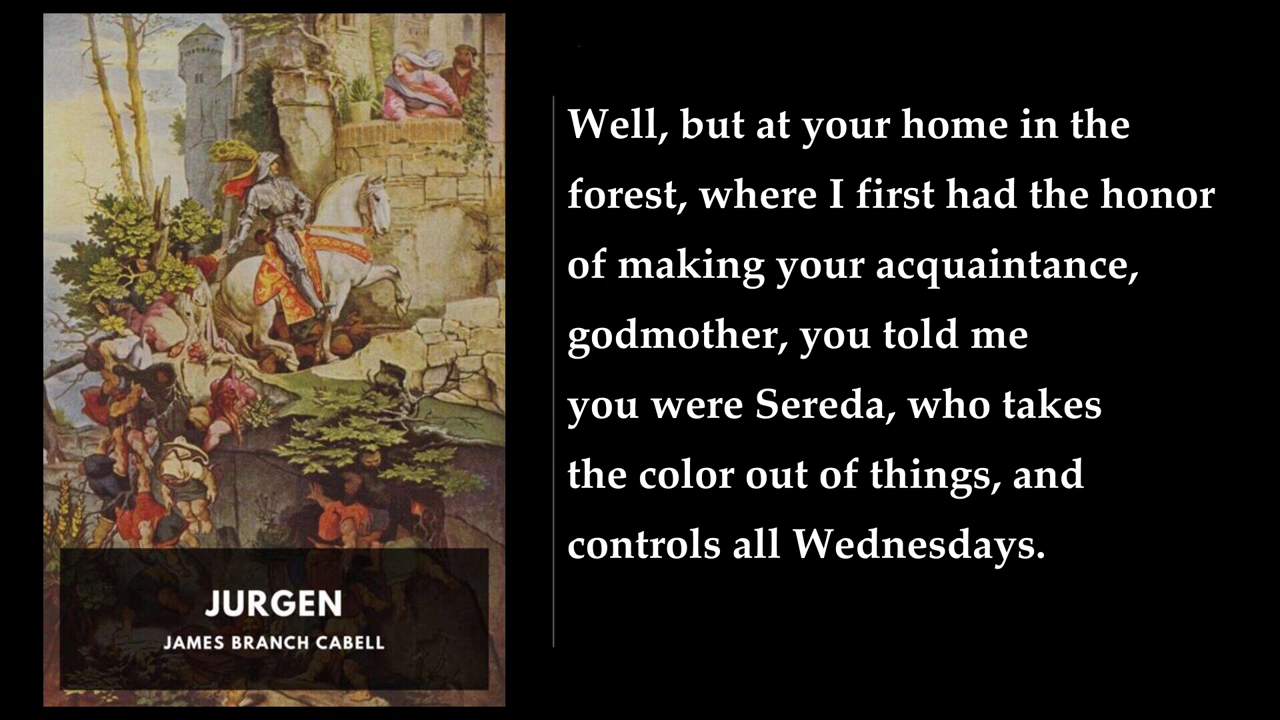 JURGEN
JAMES BRANCH CABELL
Well, but at your home in the
forest, where I first had the honor
of making your acquaintance,
godmother, you told me
you were Sereda, who takes
the color out of things, and
controls all Wednesdays.